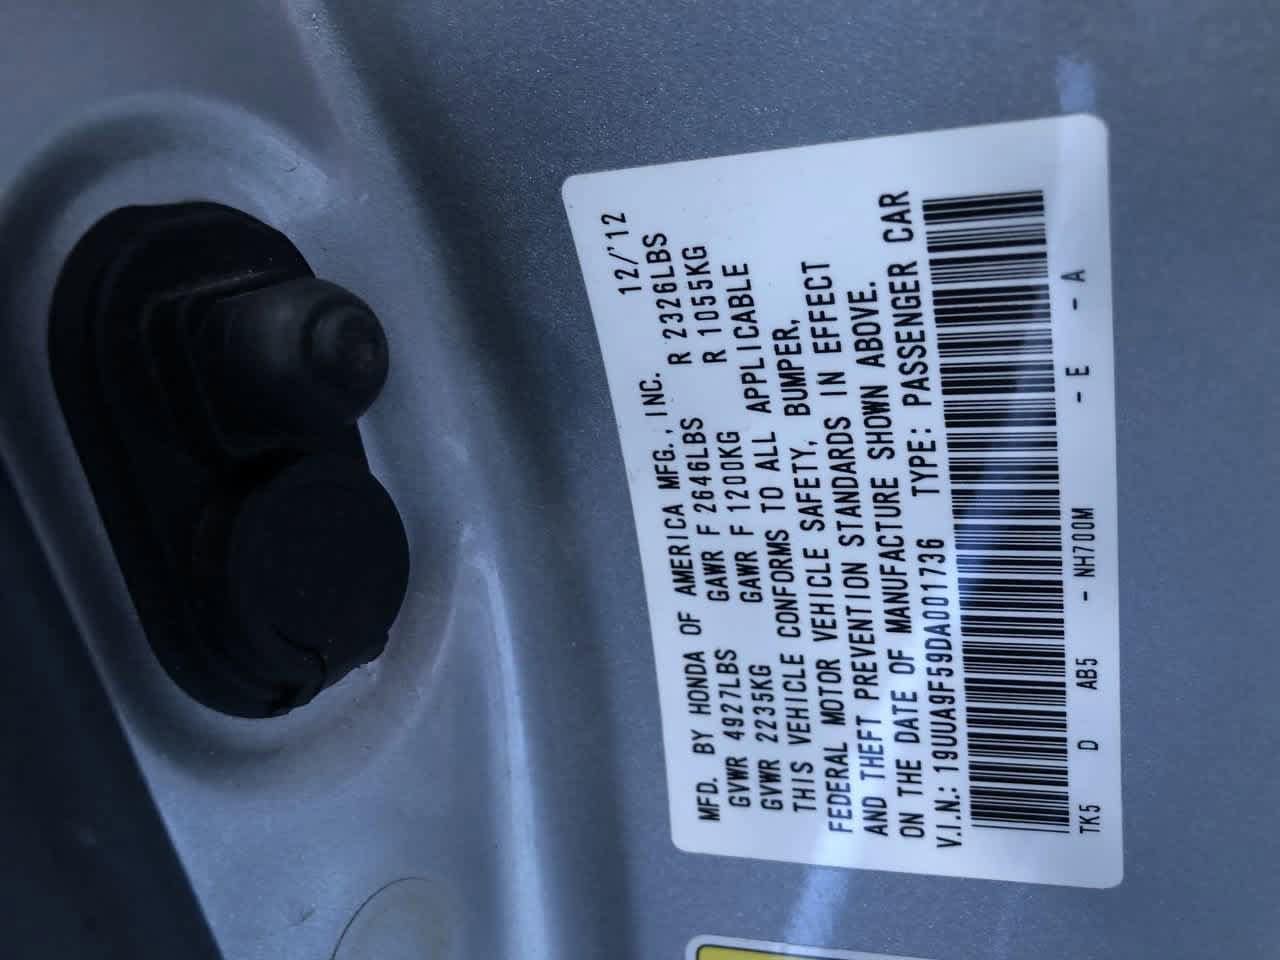 MFD. BY HONDA OF AMERICA MFG., INC. 12/'12
GVWR 4927LBS GAWR F 2646LBS R 2326LBS
GVWR 2235KG GAWR F 1200KG R 1055KG
THIS VEHICLE CONFORMS TO ALL APPLICABLE
FEDERAL MOTOR VEHICLE SAFETY, BUMPER,
AND THEFT PREVENTION STANDARDS IN EFFECT
ON THE DATE OF MANUFACTURE SHOWN ABOVE.
V.I.N.: 19UUA9F59DA001736 TYPE: PASSENGER CAR
TK5 D AB5 - NH700M - E - A